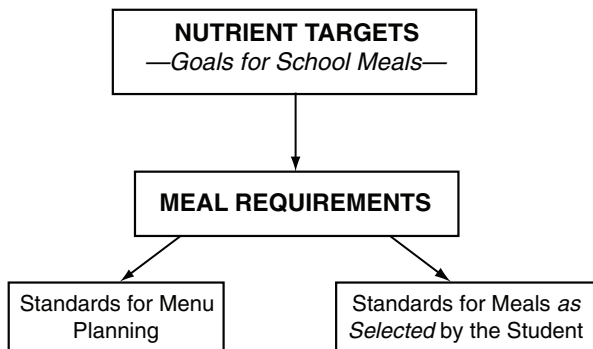 NUTRIENT TARGETS
—Goals for School Meals—
MEAL REQUIREMENTS
Standards for Menu
Planning
Standards for Meals as
Selected by the Student